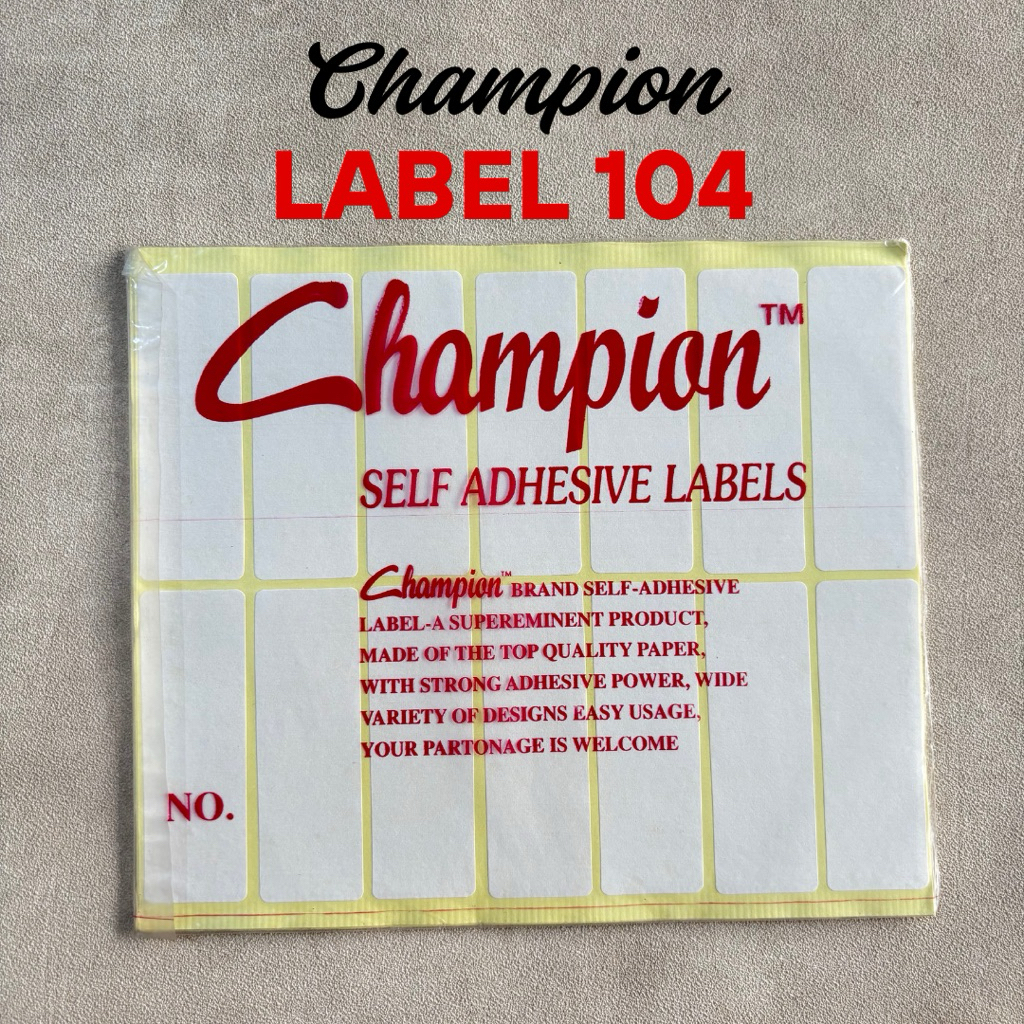 Champion
LABEL 104
Champion™
SELF ADHESIVE LABELS
Champion™ BRAND SELF-ADHESIVE
LABEL-A SUPEREMINENT PRODUCT,
MADE OF THE TOP QUALITY PAPER,
WITH STRONG ADHESIVE POWER, WIDE
VARIETY OF DESIGNS EASY USAGE,
YOUR PARTONAGE IS WELCOME
NO.